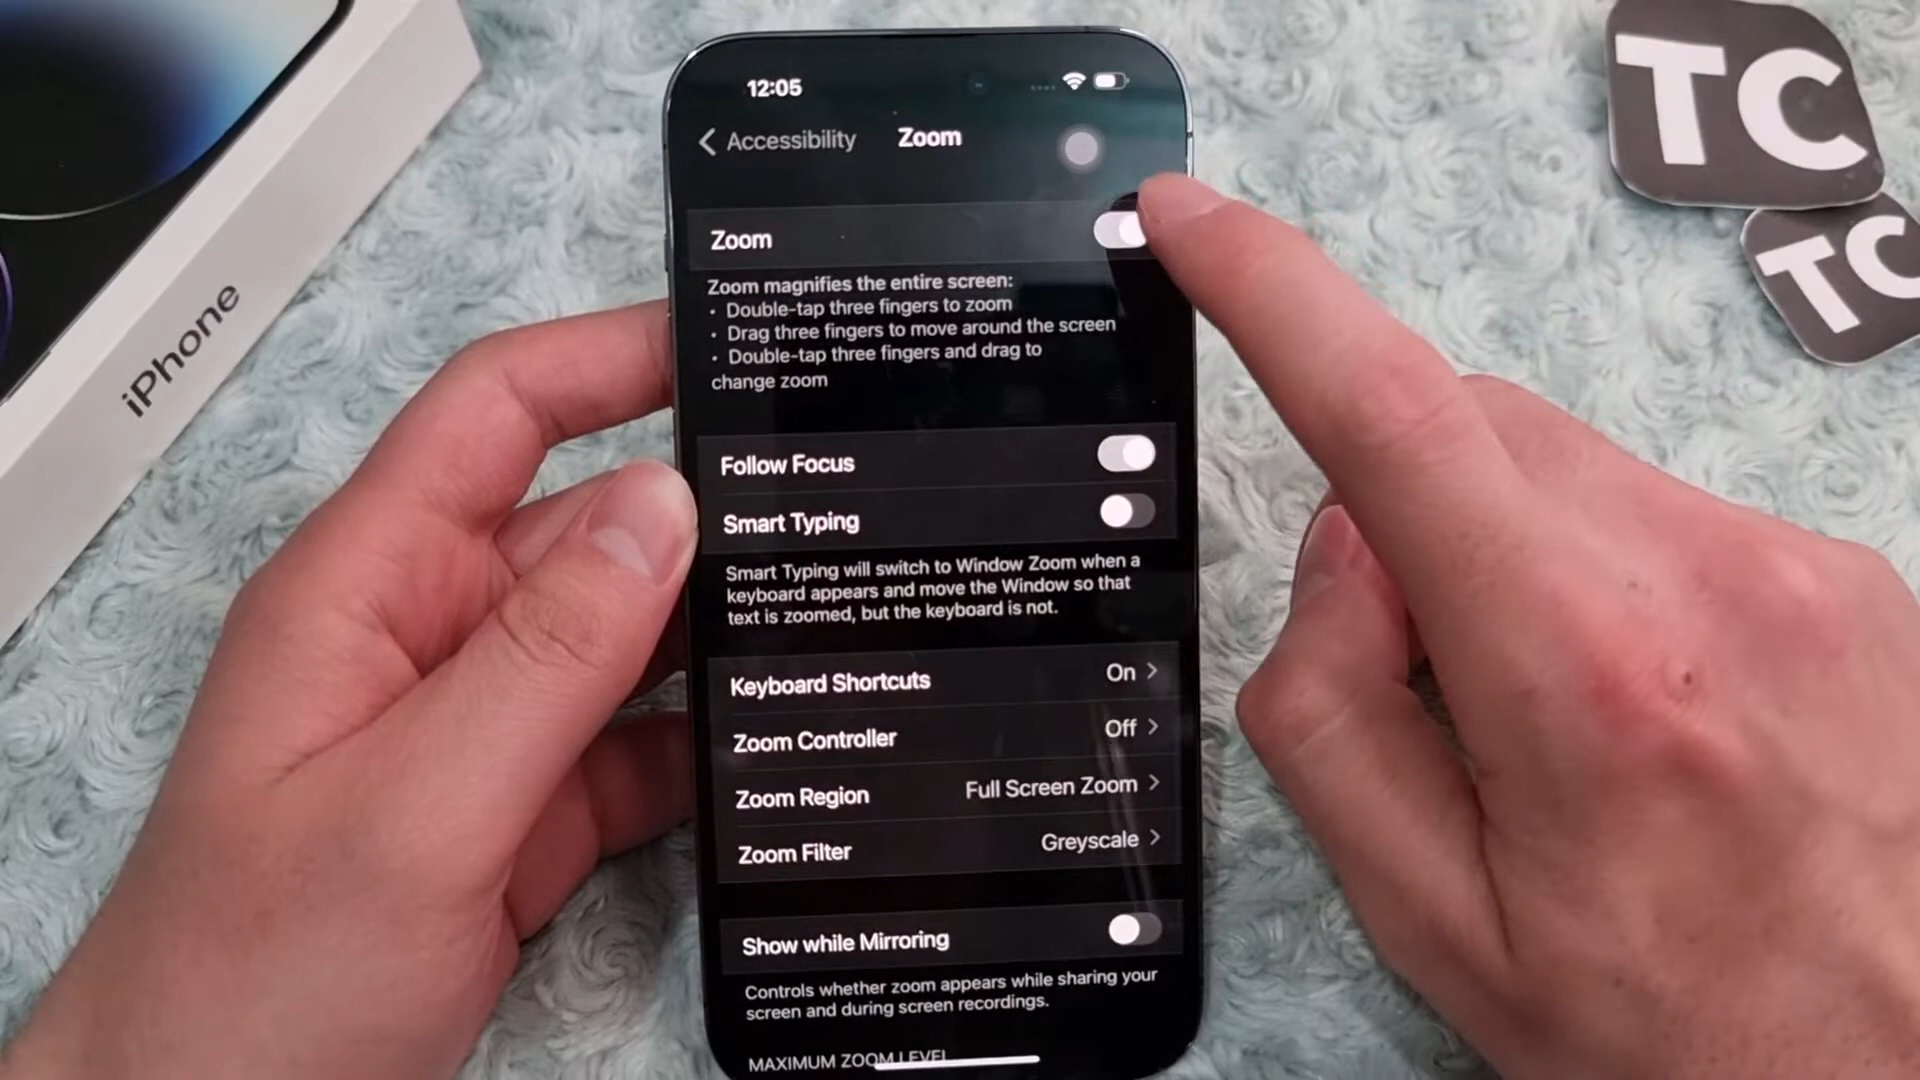 iPhone
TC
TC
12:05
Accessibility
Zoom
Zoom
Zoom magnifies the entire screen:
• Double-tap three fingers to zoom
• Drag three fingers to move around the screen
• Double-tap three fingers and drag to
change zoom
Follow Focus
Smart Typing
Smart Typing will switch to Window Zoom when a
keyboard appears and move the Window so that
text is zoomed, but the keyboard is not.
Keyboard Shortcuts On
Zoom Controller Off
Zoom Region Full Screen Zoom
Zoom Filter Greyscale
Show while Mirroring
Controls whether zoom appears while sharing your
screen and during screen recordings.
MAXIMUM ZOOM LEVEL